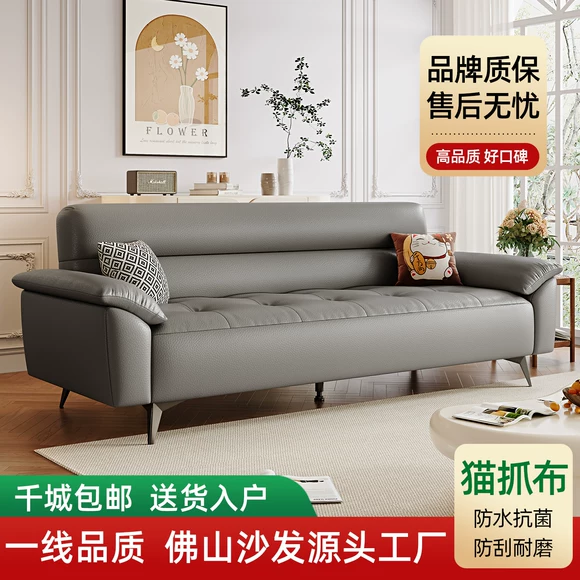 品牌质保
售后无忧
高品质 好口碑
FLOWER
Marshall
千城包邮 送货入户
一线品质 佛山沙发源头工厂
猫抓布
防水抗菌
防刮耐磨